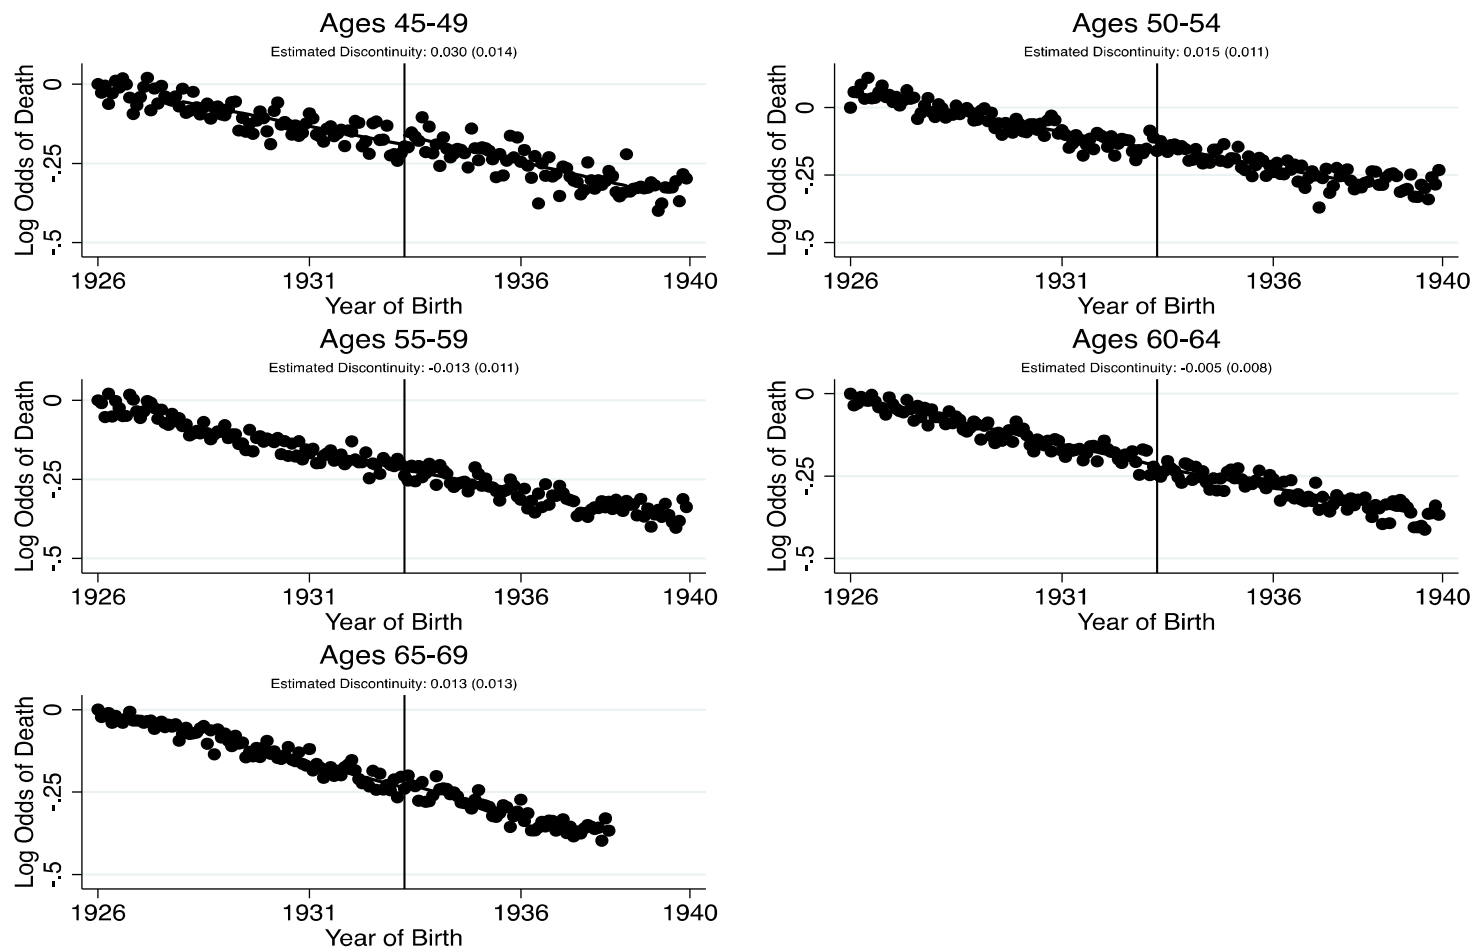 Ages 45-49
Estimated Discontinuity: 0.030 (0.014)
Log Odds of Death
0
-.25
-.5
1926
1931
1936
1940
Year of Birth
Ages 50-54
Estimated Discontinuity: 0.015 (0.011)
Log Odds of Death
0
-.25
-.5
1926
1931
1936
1940
Year of Birth
Ages 55-59
Estimated Discontinuity: -0.013 (0.011)
Log Odds of Death
0
-.25
-.5
1926
1931
1936
1940
Year of Birth
Ages 60-64
Estimated Discontinuity: -0.005 (0.008)
Log Odds of Death
0
-.25
-.5
1926
1931
1936
1940
Year of Birth
Ages 65-69
Estimated Discontinuity: 0.013 (0.013)
Log Odds of Death
0
-.25
-.5
1926
1931
1936
1940
Year of Birth